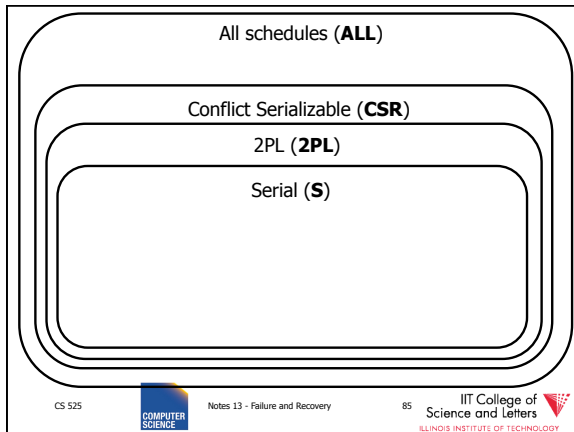 All schedules (ALL)
Conflict Serializable (CSR)
2PL (2PL)
Serial (S)
CS 525
COMPUTER
SCIENCE
Notes 13 - Failure and Recovery
85
IIT College of
Science and Letters
ILLINOIS INSTITUTE OF TECHNOLOGY